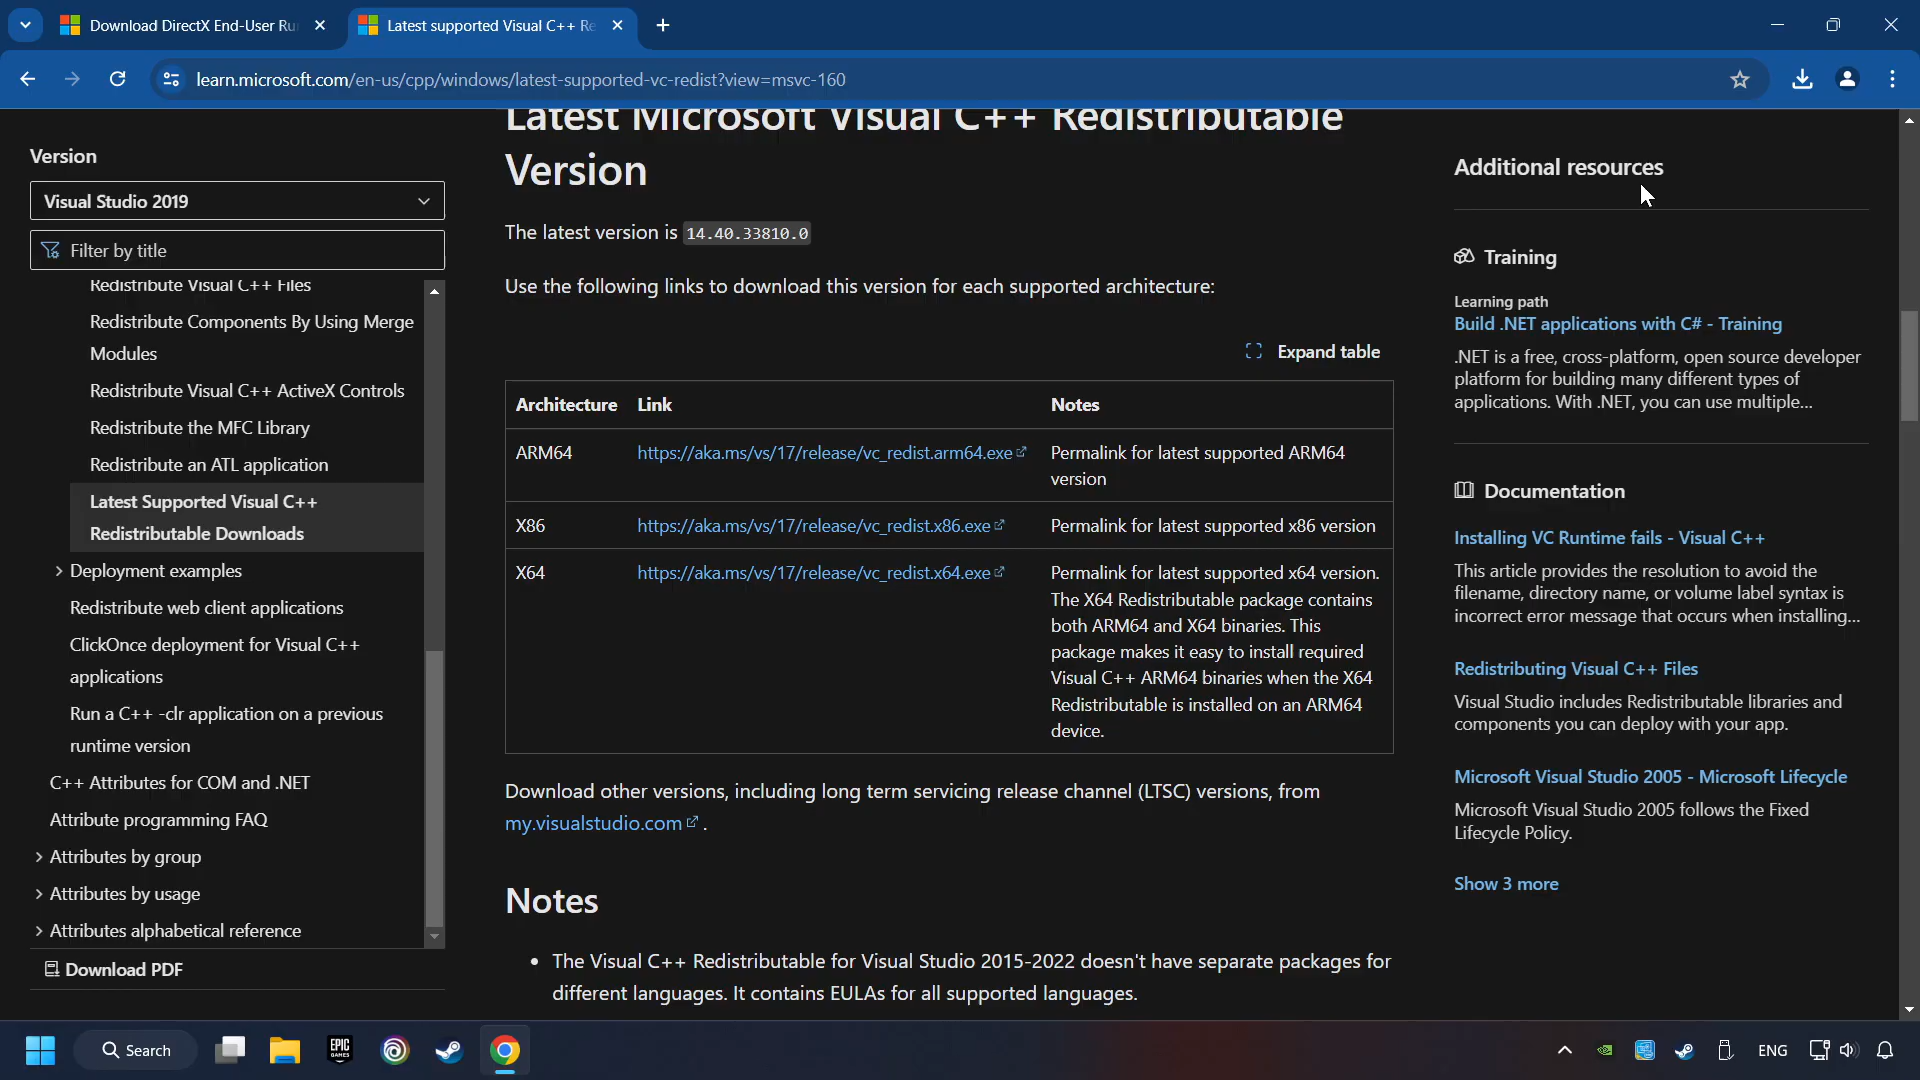 Download DirectX End-User Ru
Latest supported Visual C++ Re
learn.microsoft.com/en-us/cpp/windows/latest-supported-vc-redist?view=msvc-160
Version
Visual Studio 2019
Filter by title
Redistribute Visual C++ Files
Redistribute Components By Using Merge
Modules
Redistribute Visual C++ ActiveX Controls
Redistribute the MFC Library
Redistribute an ATL application
Latest Supported Visual C++
Redistributable Downloads
Deployment examples
Redistribute web client applications
ClickOnce deployment for Visual C++
applications
Run a C++ -clr application on a previous
runtime version
C++ Attributes for COM and .NET
Attribute programming FAQ
Attributes by group
Attributes by usage
Attributes alphabetical reference
Download PDF
Latest Microsoft Visual C++ Redistributable
Version
The latest version is 14.40.33810.0
Use the following links to download this version for each supported architecture:
Expand table
Architecture Link Notes
ARM64 https://aka.ms/vs/17/release/vc_redist.arm64.exe Permalink for latest supported ARM64
version
X86 https://aka.ms/vs/17/release/vc_redist.x86.exe Permalink for latest supported x86 version
X64 https://aka.ms/vs/17/release/vc_redist.x64.exe Permalink for latest supported x64 version.
The X64 Redistributable package contains
both ARM64 and X64 binaries. This
package makes it easy to install required
Visual C++ ARM64 binaries when the X64
Redistributable is installed on an ARM64
device.
Download other versions, including long term servicing release channel (LTSC) versions, from
my.visualstudio.com .
Notes
• The Visual C++ Redistributable for Visual Studio 2015-2022 doesn't have separate packages for
different languages. It contains EULAs for all supported languages.
Additional resources
Training
Learning path
Build .NET applications with C# - Training
.NET is a free, cross-platform, open source developer
platform for building many different types of
applications. With .NET, you can use multiple...
Documentation
Installing VC Runtime fails - Visual C++
This article provides the resolution to avoid the
filename, directory name, or volume label syntax is
incorrect error message that occurs when installing...
Redistributing Visual C++ Files
Visual Studio includes Redistributable libraries and
components you can deploy with your app.
Microsoft Visual Studio 2005 - Microsoft Lifecycle
Microsoft Visual Studio 2005 follows the Fixed
Lifecycle Policy.
Show 3 more
Search
EPIC
GAMES
ENG